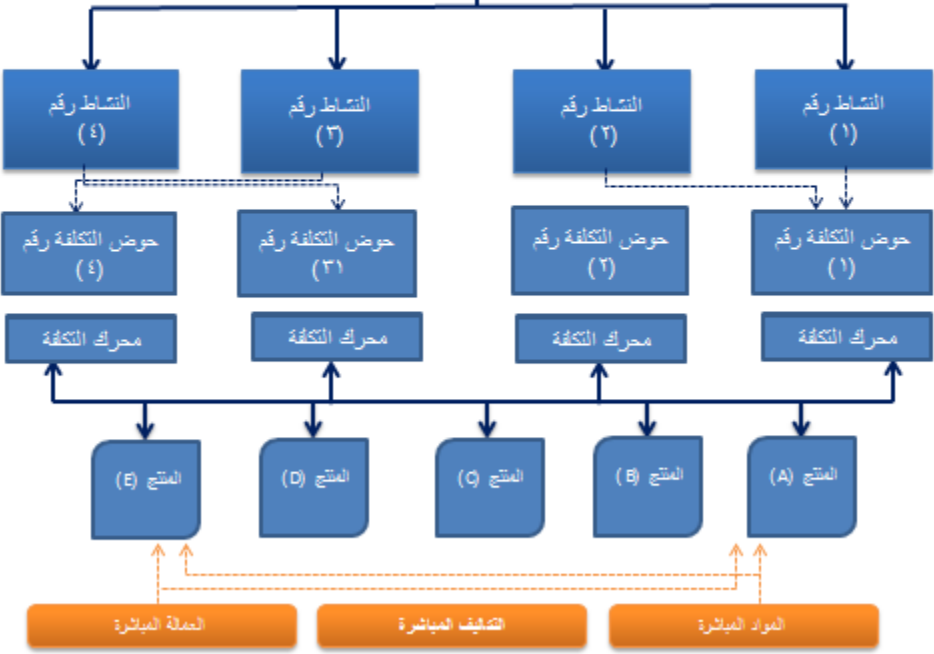 النشاط رقم
(١)
النشاط رقم
(٢)
النشاط رقم
(٣)
النشاط رقم
(٤)
حوض التكلفة رقم
(١)
حوض التكلفة رقم
(٢)
حوض التكلفة رقم
(٣١
حوض التكلفة رقم
(٤)
محرك التكلفة
محرك التكلفة
محرك التكلفة
محرك التكلفة
المنتج (A)
المنتج (B)
المنتج (C)
المنتج (D)
المنتج (E)
المواد المباشرة
التكاليف المباشرة
العمالة المباشرة